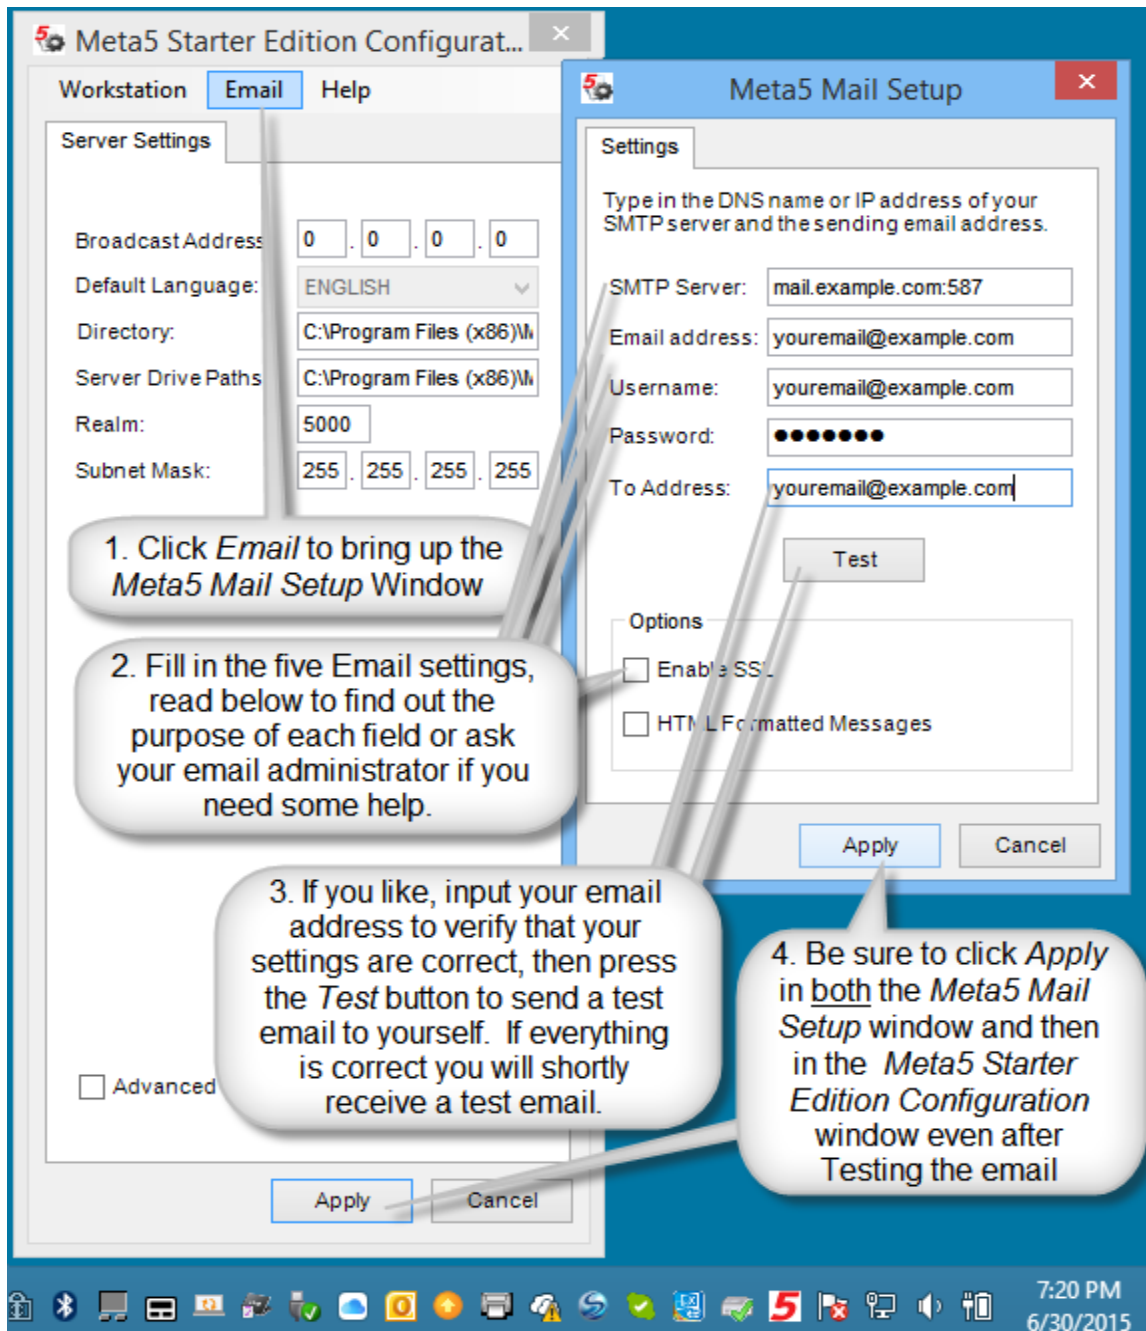 Meta5 Starter Edition Configurat...
Workstation Email Help
Server Settings
Broadcast Address
0 . 0 . 0 . 0
Default Language:
ENGLISH
Directory:
C:\Program Files (x86)\M
Server Drive Paths
C:\Program Files (x86)\M
Realm:
5000
Subnet Mask:
255 . 255 . 255 . 255
1. Click Email to bring up the
Meta5 Mail Setup Window
2. Fill in the five Email settings,
read below to find out the
purpose of each field or ask
your email administrator if you
need some help.
Advanced
Apply Cancel
Meta5 Mail Setup
Settings
Type in the DNS name or IP address of your
SMTP server and the sending email address.
SMTP Server: mail.example.com:587
Email address: youremail@example.com
Username: youremail@example.com
Password: ●●●●●●●
To Address: youremail@example.com
Test
Options
Enable SSL
HTML Formatted Messages
Apply Cancel
3. If you like, input your email
address to verify that your
settings are correct, then press
the Test button to send a test
email to yourself. If everything
is correct you will shortly
receive a test email.
4. Be sure to click Apply
in both the Meta5 Mail
Setup window and then
in the Meta5 Starter
Edition Configuration
window even after
Testing the email
7:20 PM
6/30/2015